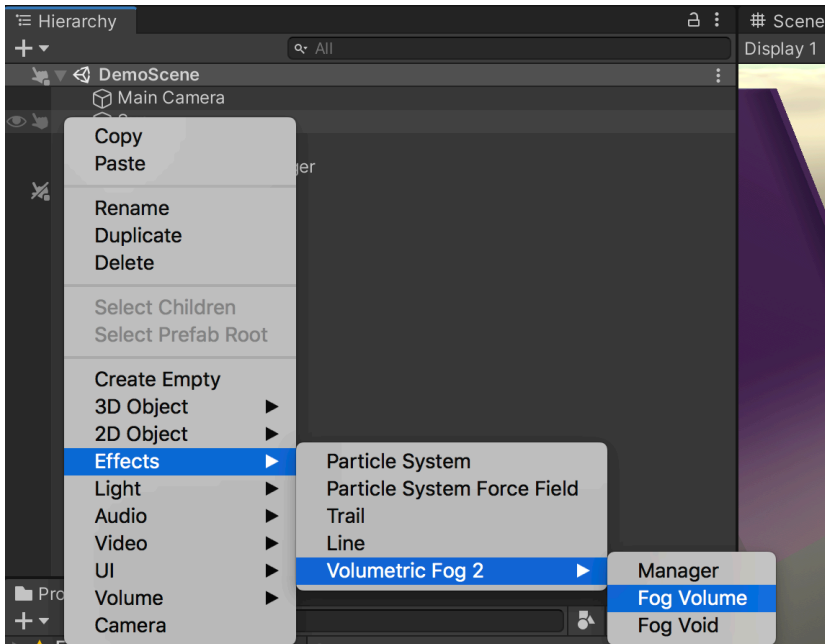 Hierarchy
# Scene
All
Display 1
DemoScene
Main Camera
ger
Copy
Paste
Rename
Duplicate
Delete
Select Children
Select Prefab Root
Create Empty
3D Object
2D Object
Effects
Light
Audio
Video
UI
Volume
Camera
Particle System
Particle System Force Field
Trail
Line
Volumetric Fog 2
Manager
Fog Volume
Fog Void
Pro